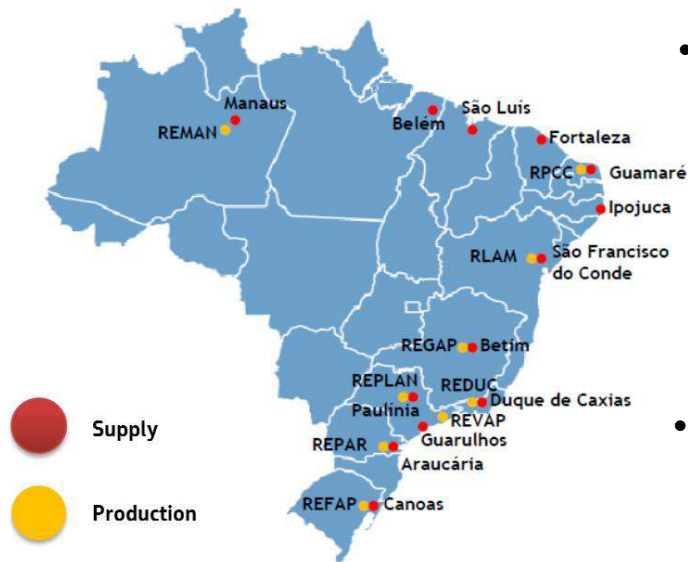 •
Manaus
REMAN
Belém
São Luís
Fortaleza
RPCC
Guamaré
Ipojuca
RLAM
São Francisco
do Conde
REGAP
Betim
REPLAN
REDUC
Paulínia
Duque de Caxias
REVAP
Guarulhos
REPAR
Araucária
REFAP
Canoas
Supply
Production
•